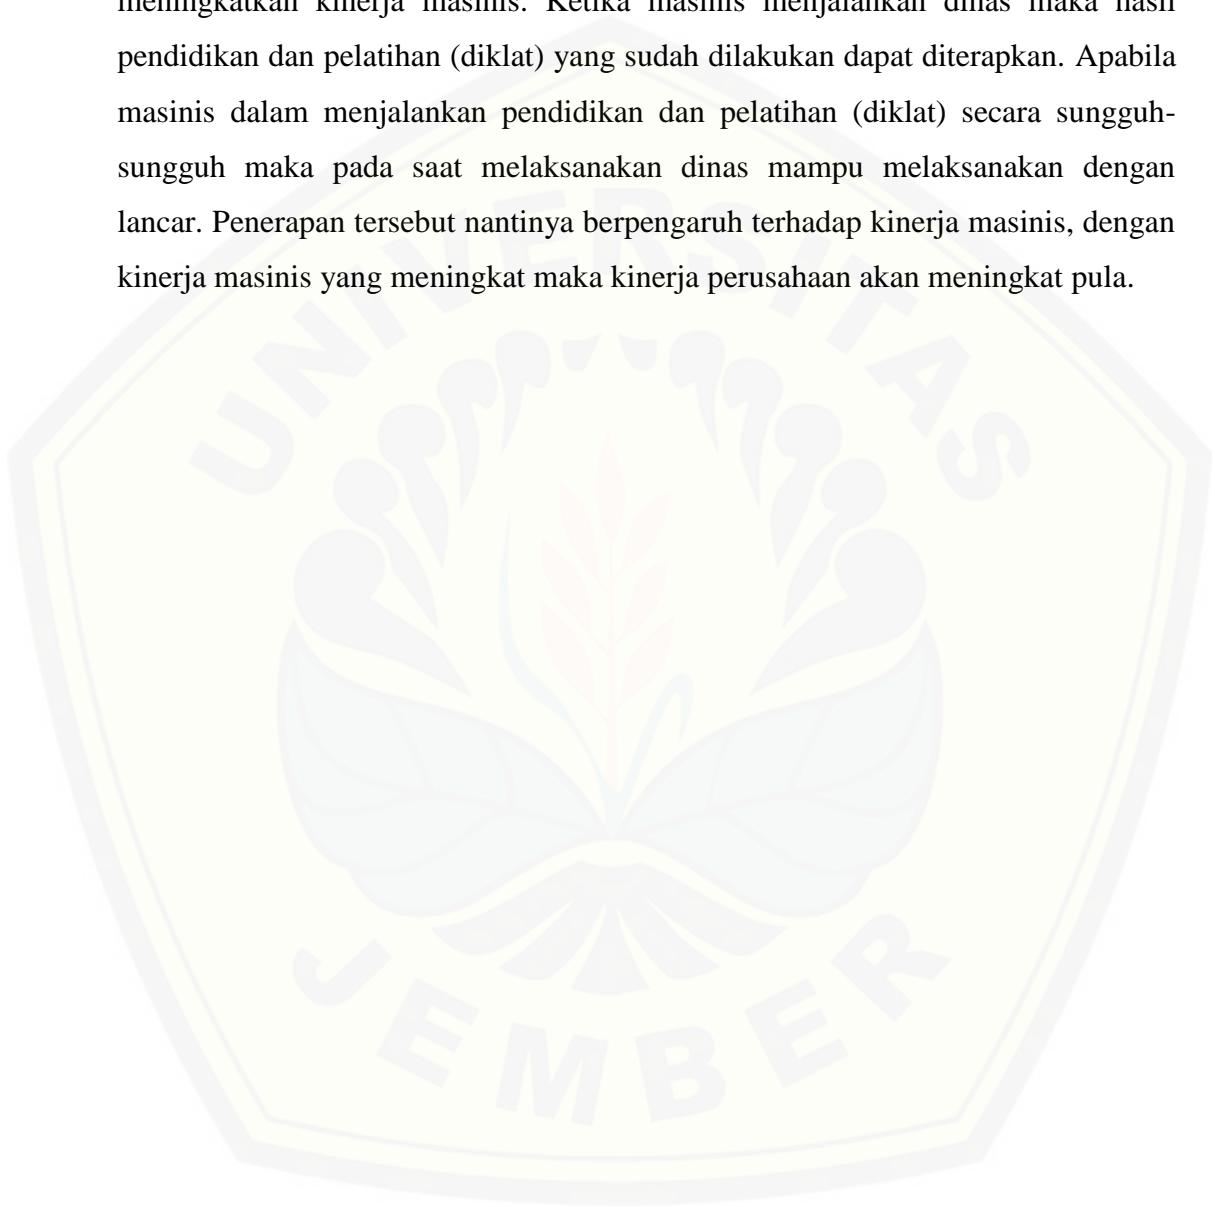 meningkatkan kinerja masinis. Ketika masinis menjalankan dinas maka hasil
pendidikan dan pelatihan (diklat) yang sudah dilakukan dapat diterapkan. Apabila
masinis dalam menjalankan pendidikan dan pelatihan (diklat) secara sungguh-
sungguh maka pada saat melaksanakan dinas mampu melaksanakan dengan
lancar. Penerapan tersebut nantinya berpengaruh terhadap kinerja masinis, dengan
kinerja masinis yang meningkat maka kinerja perusahaan akan meningkat pula.
UNIVERSITAS
JEMBER